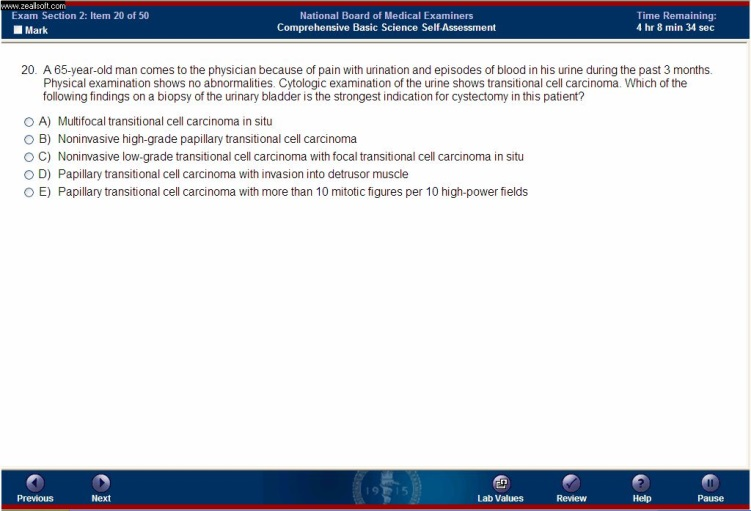 www.zeallsoft.com
Exam Section 2: Item 20 of 50
National Board of Medical Examiners
Time Remaining:
Mark
Comprehensive Basic Science Self-Assessment
4 hr 8 min 34 sec
20. A 65-year-old man comes to the physician because of pain with urination and episodes of blood in his urine during the past 3 months.
Physical examination shows no abnormalities. Cytologic examination of the urine shows transitional cell carcinoma. Which of the
following findings on a biopsy of the urinary bladder is the strongest indication for cystectomy in this patient?
A) Multifocal transitional cell carcinoma in situ
B) Noninvasive high-grade papillary transitional cell carcinoma
C) Noninvasive low-grade transitional cell carcinoma with focal transitional cell carcinoma in situ
D) Papillary transitional cell carcinoma with invasion into detrusor muscle
E) Papillary transitional cell carcinoma with more than 10 mitotic figures per 10 high-power fields
1915
Previous
Next
Lab Values
Review
Help
Pause